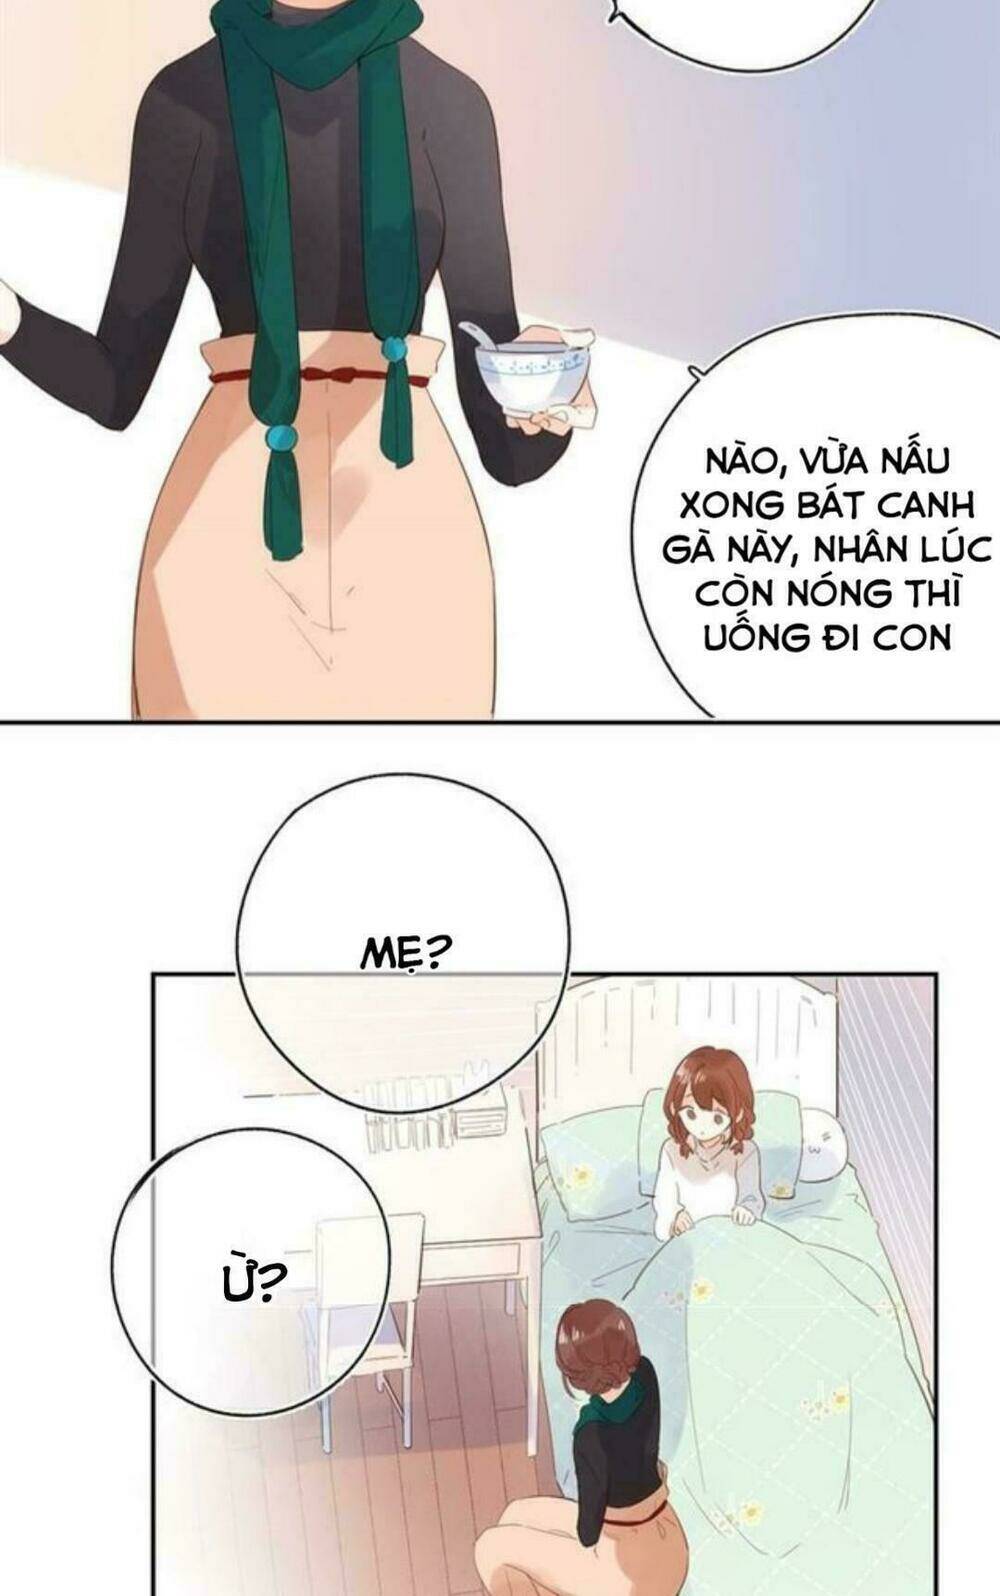 NÀO, VỪA NẤU
XONG BÁT CANH
GÀ NÀY, NHÂN LÚC
CÒN NÓNG THÌ
UỐNG ĐI CON
MẸ?
Ừ?